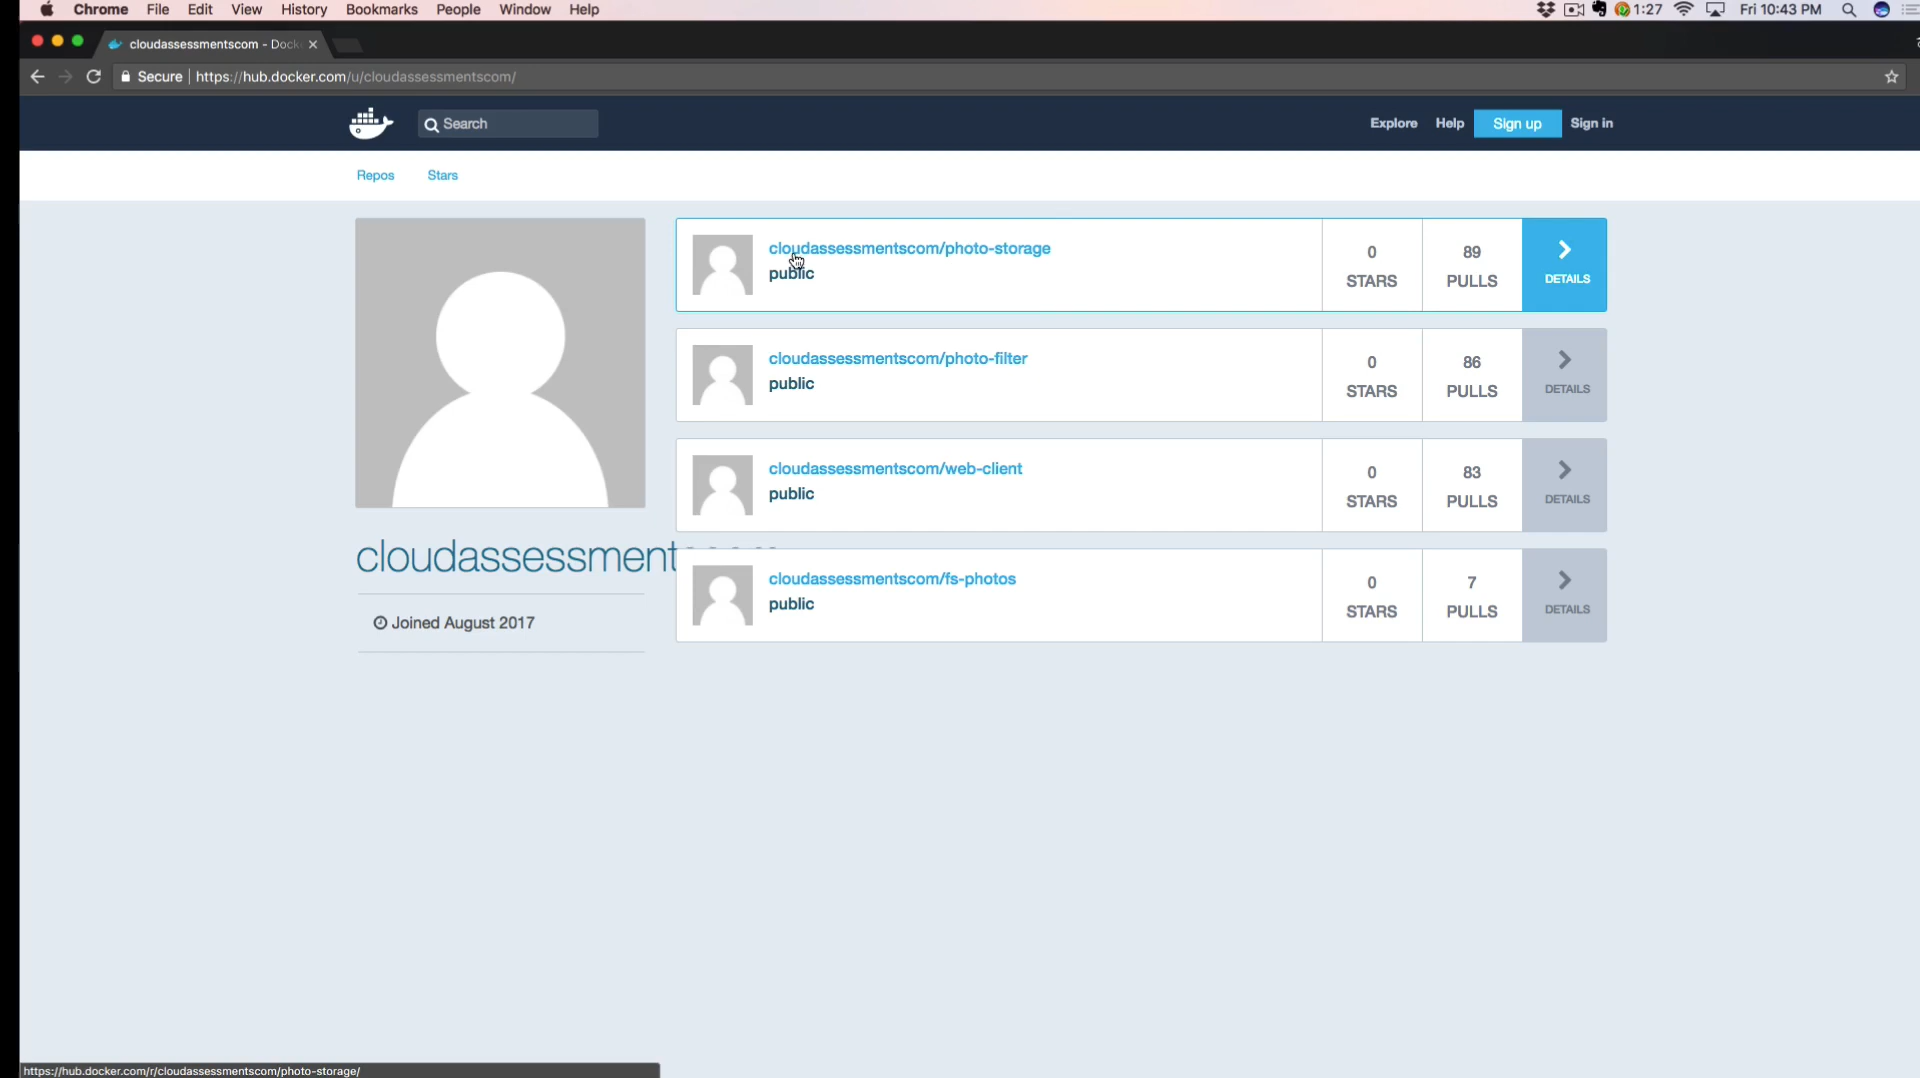 Chrome File Edit View History Bookmarks People Window Help 1:27 Fri 10:43 PM
cloudassessmentscom - Dock
Secure https://hub.docker.com/u/cloudassessmentscom/
Search Explore Help Sign up Sign in
Repos Stars
cloudassessmentscom/photo-storage
public
0 STARS
89 PULLS
DETAILS
cloudassessmentscom/photo-filter
public
0 STARS
86 PULLS
DETAILS
cloudassessmentscom/web-client
public
0 STARS
83 PULLS
DETAILS
cloudassessmentscom/fs-photos
public
0 STARS
7 PULLS
DETAILS
cloudassessment
Joined August 2017
https://hub.docker.com/r/cloudassessmentscom/photo-storage/